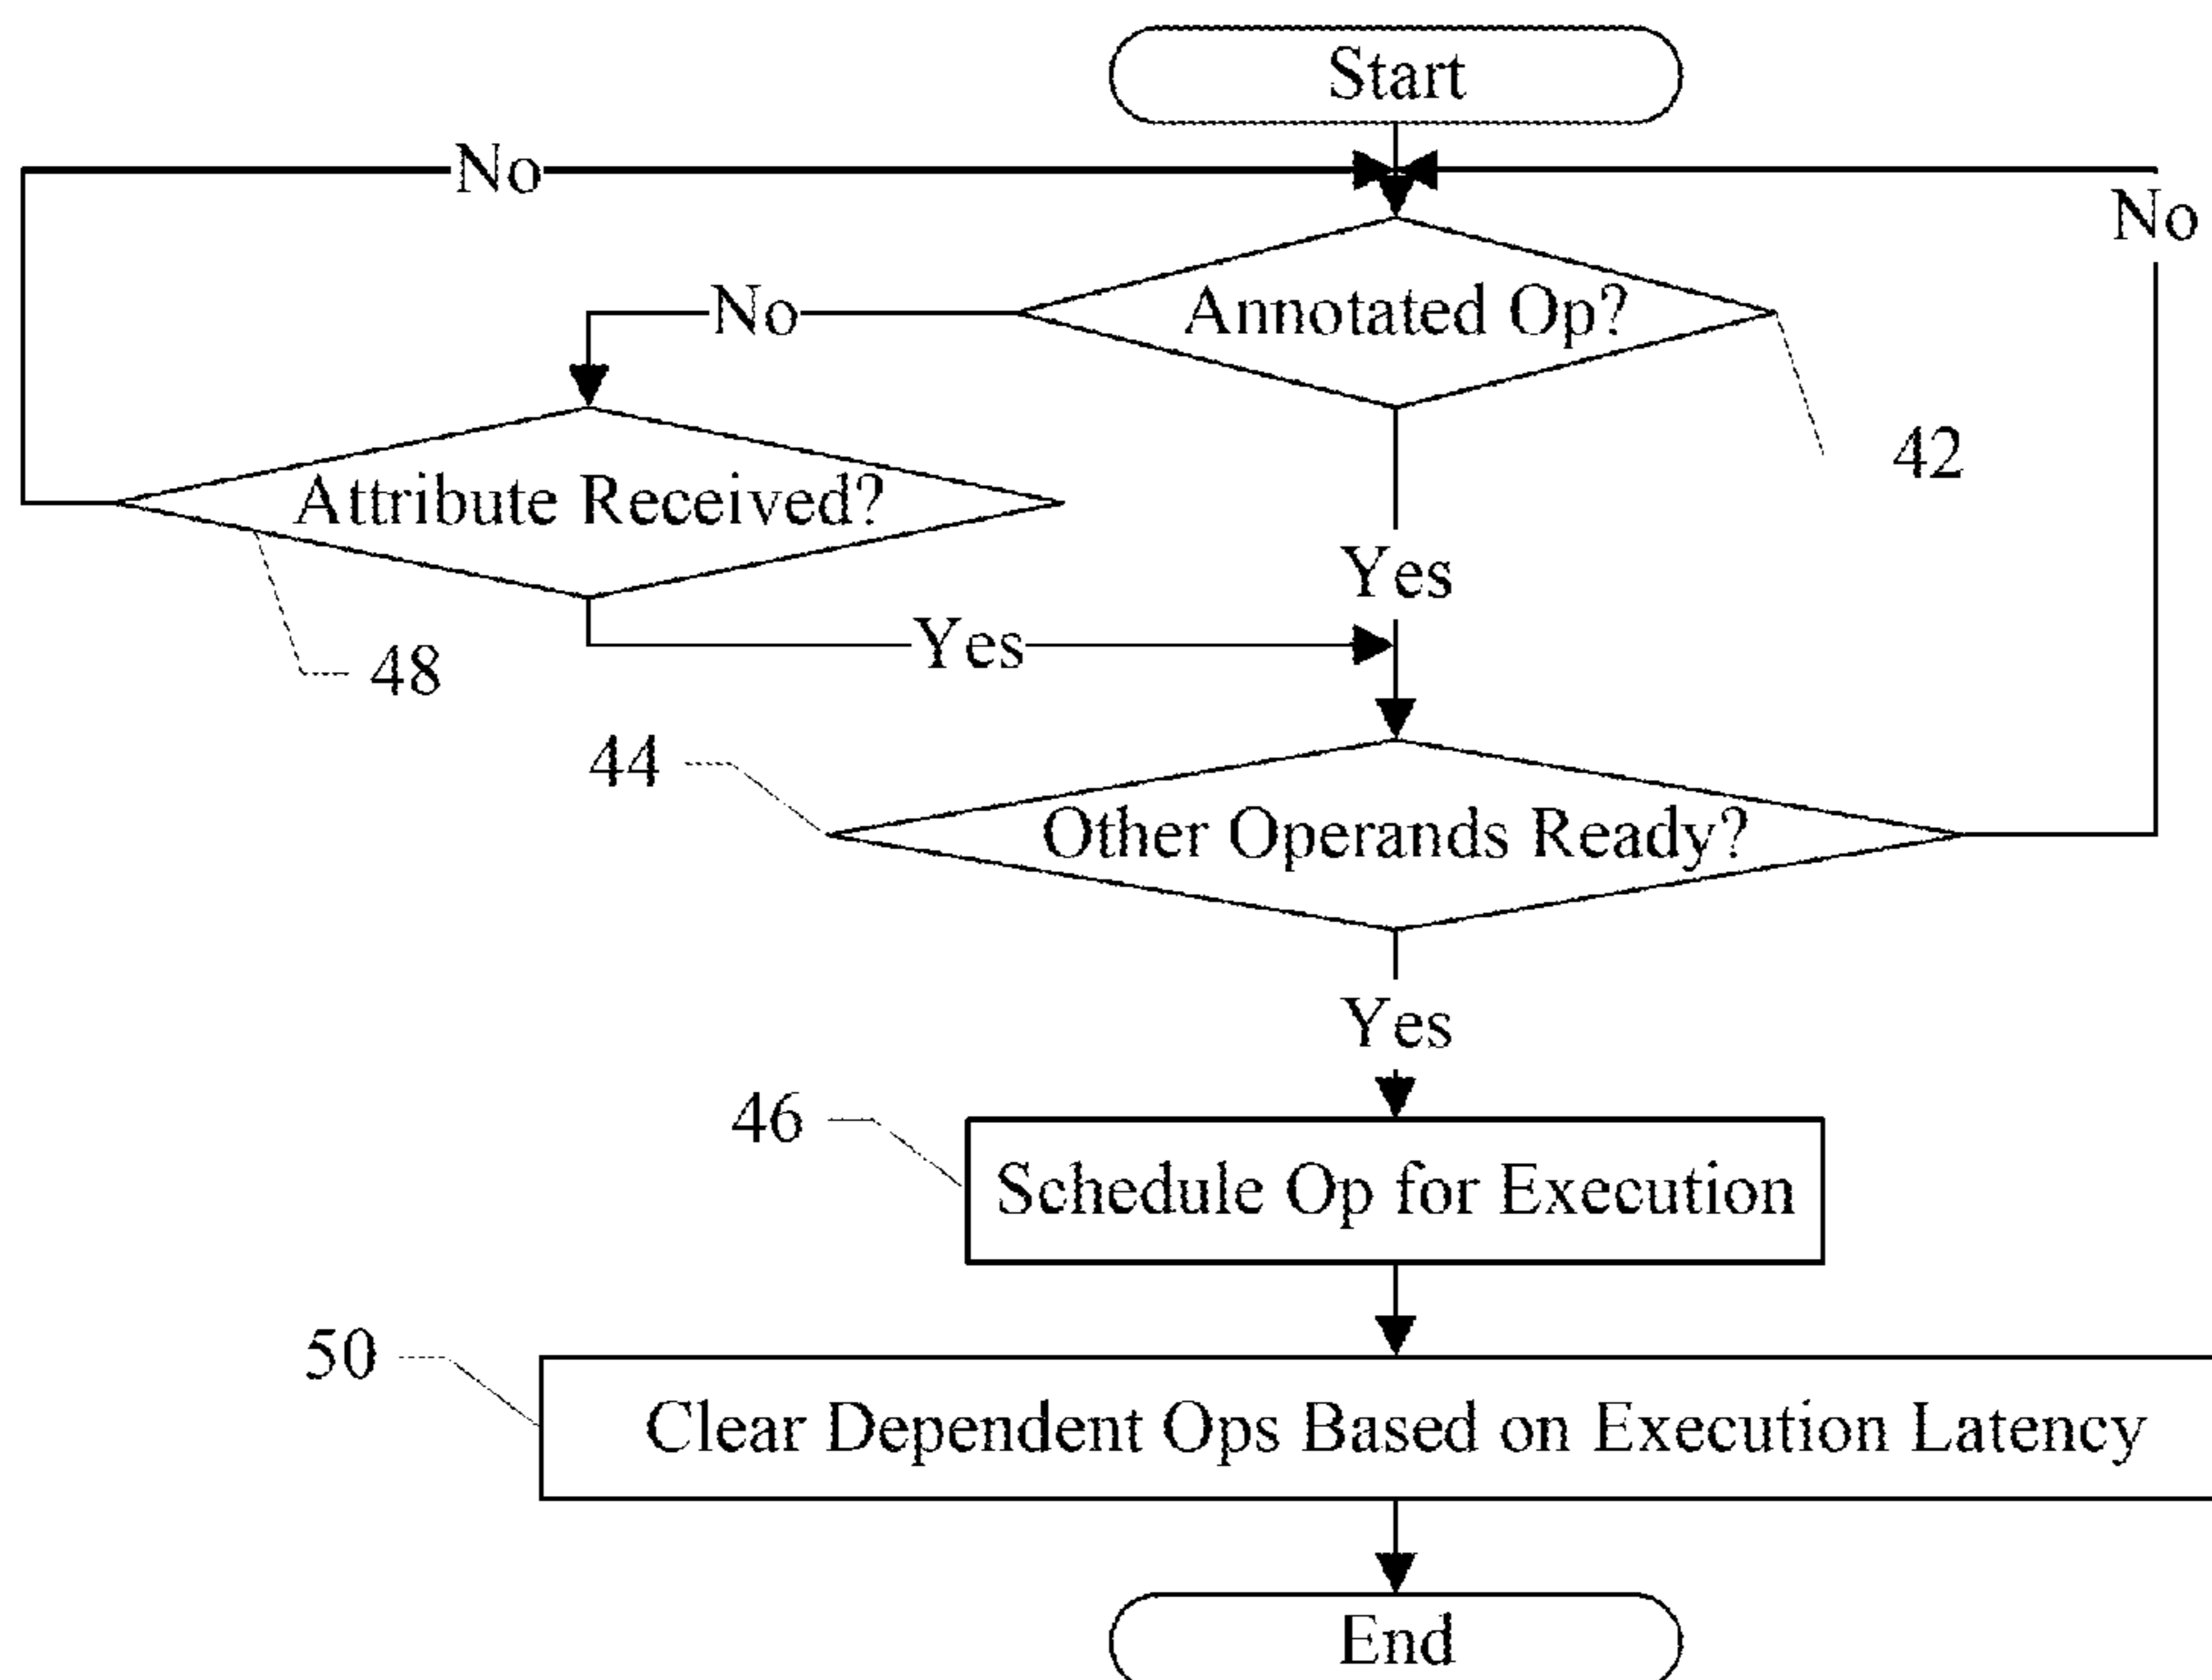 Start
No
No
Annotated Op?
No
42
Attribute Received?
Yes
Yes
48
44
Other Operands Ready?
Yes
46
Schedule Op for Execution
50
Clear Dependent Ops Based on Execution Latency
End